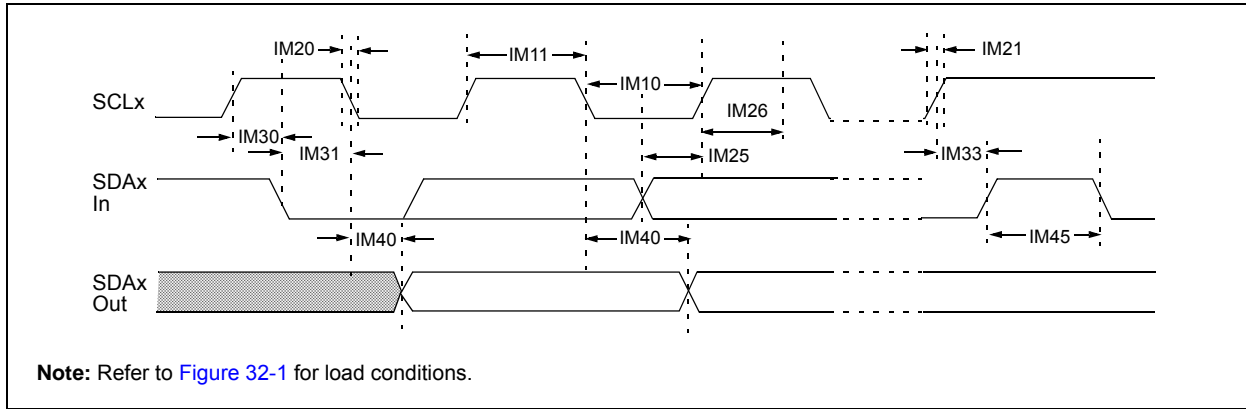 IM20
IM11
IM10
IM21
SCLx
IM26
IM30
IM31
IM25
IM33
SDAx
In
IM40
IM40
IM45
SDAx
Out
Note: Refer to Figure 32-1 for load conditions.